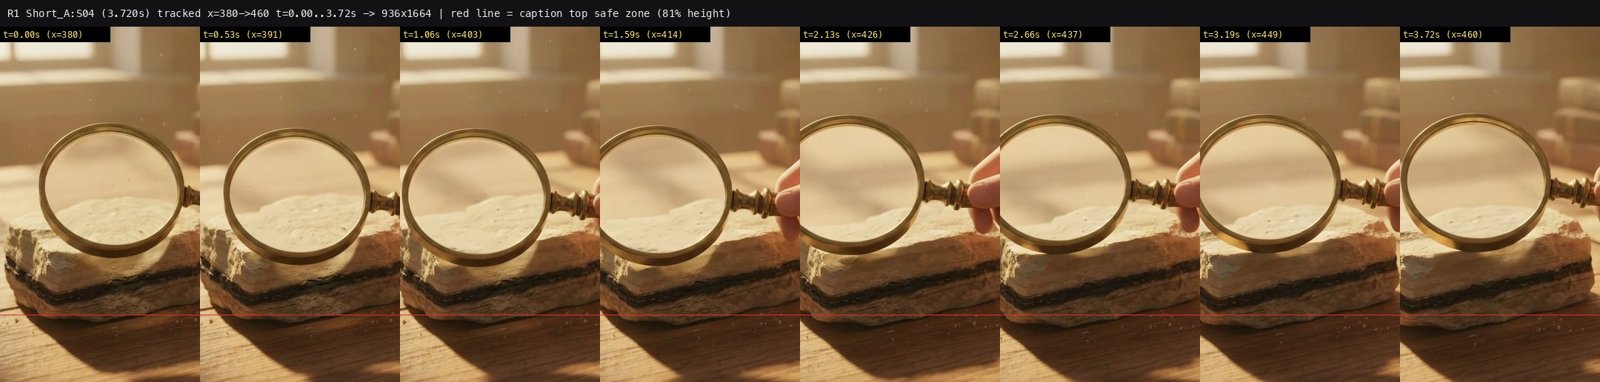 R1 Short_A:S04 (3.720s) tracked x=380->460 t=0.00..3.72s -> 936x1664 | red line = caption top safe zone (81% height)
t=0.00s (x=380)
t=0.53s (x=391)
t=1.06s (x=403)
t=1.59s (x=414)
t=2.13s (x=426)
t=2.66s (x=437)
t=3.19s (x=449)
t=3.72s (x=460)